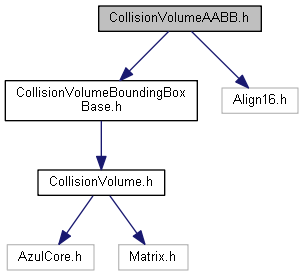 CollisionVolumeAABB.h
CollisionVolumeBoundingBox
Base.h
Align16.h
CollisionVolume.h
AzulCore.h
Matrix.h